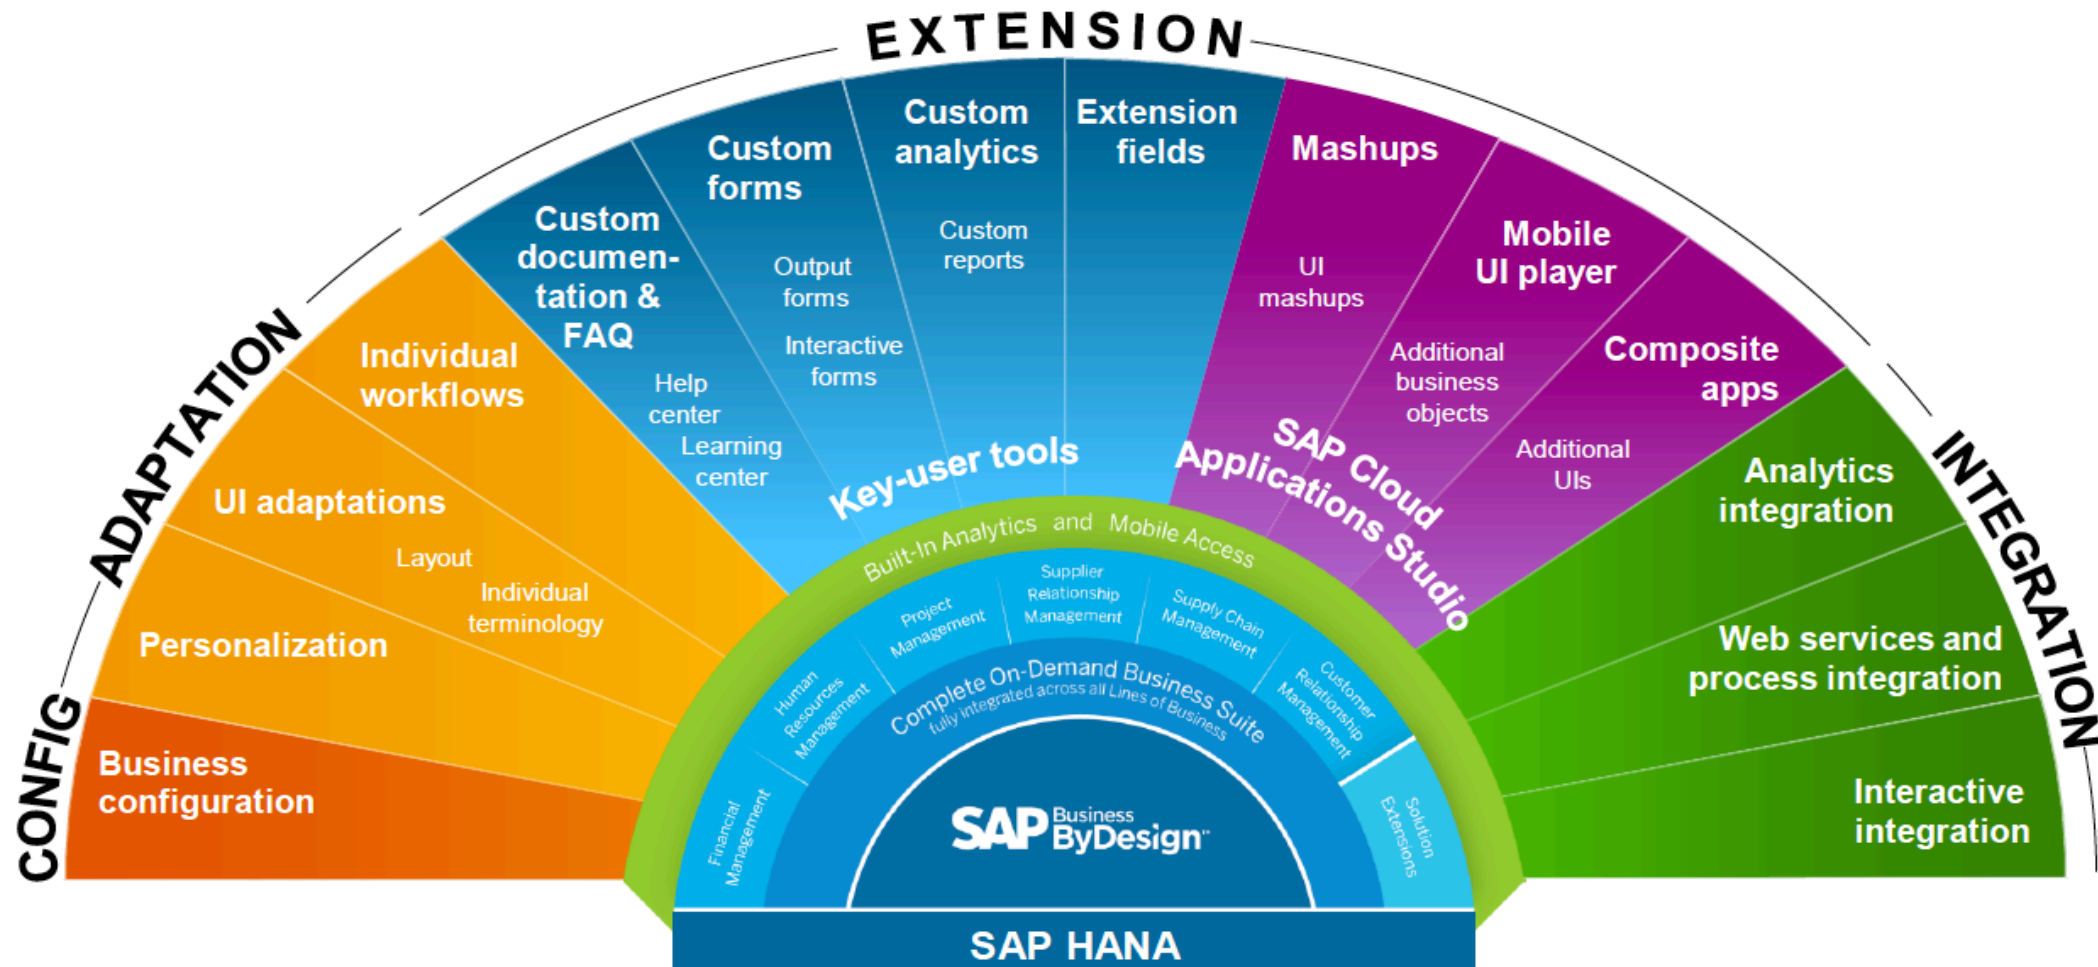 CONFIG
ADAPTATION
EXTENSION
INTEGRATION
Business
configuration
Personalization
UI adaptations
Layout
Individual
terminology
Individual
workflows
Custom
documen-
tation &
FAQ
Help
center
Learning
center
Custom
forms
Output
forms
Interactive
forms
Custom
analytics
Custom
reports
Extension
fields
Key-user tools
Mashups
UI
mashups
Mobile
UI player
Additional
business
objects
Composite
apps
Additional
UIs
SAP Cloud
Applications Studio
Analytics
integration
Web services and
process integration
Interactive
integration
Built-In Analytics and Mobile Access
Financial
Management
Human
Resources
Management
Project
Management
Supplier
Relationship
Management
Supply Chain
Management
Customer
Relationship
Management
Solution
Extensions
Complete On-Demand Business Suite
fully integrated across all Lines of Business
SAP Business
ByDesign™
SAP HANA